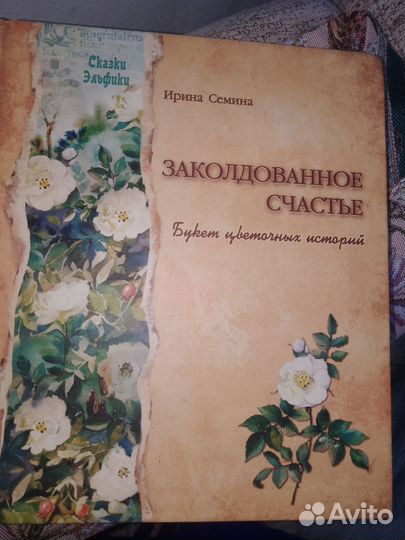 Сказки
Эльфики
Ирина Семина
ЗАКОЛДОВАННОЕ
СЧАСТЬЕ
Букет цветочных историй
Avito